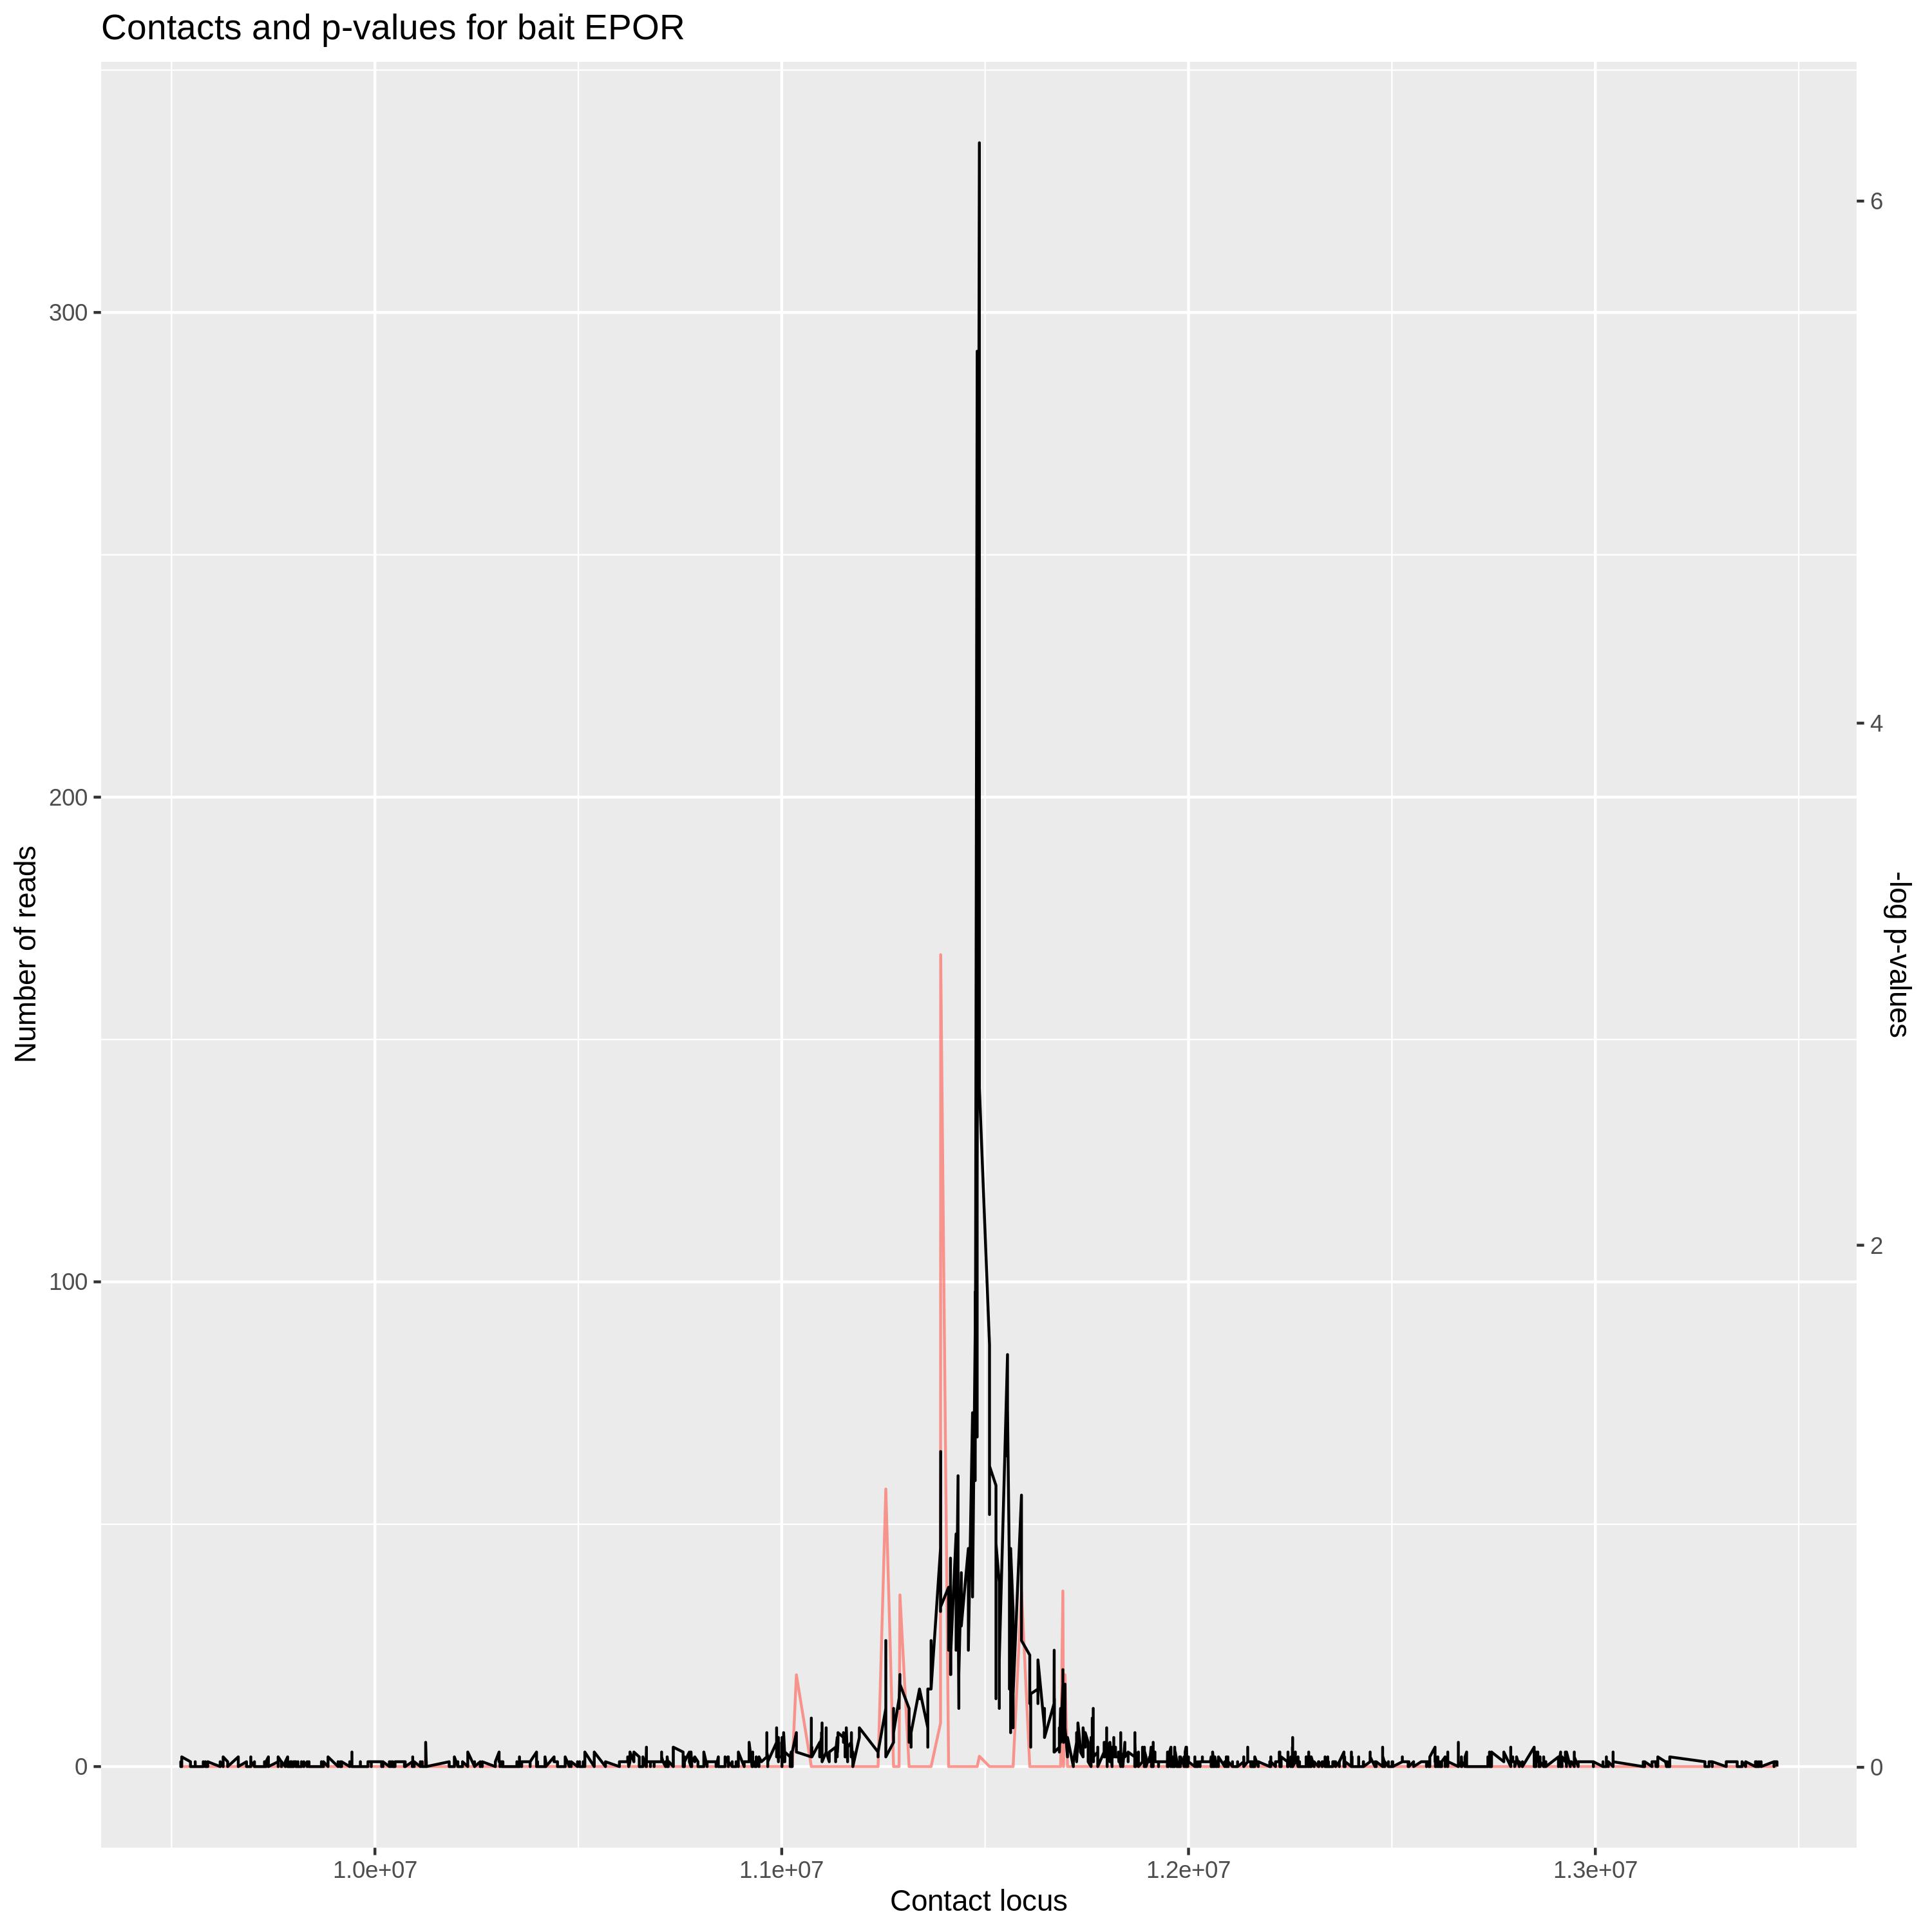 Contacts and p-values for bait EPOR
300
200
100
0
Number of reads
6
4
2
0
-log p-values
1.0e+07
1.1e+07
1.2e+07
1.3e+07
Contact locus